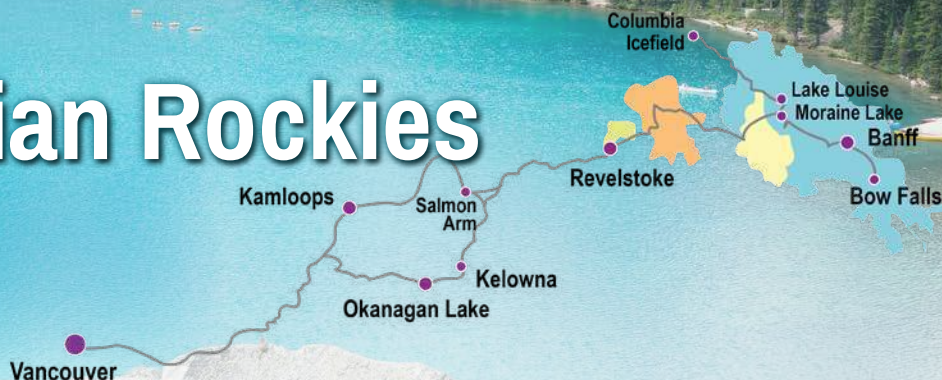 Columbia
Icefield
ian Rockies
Lake Louise
Moraine Lake
Banff
Revelstoke
Bow Falls
Kamloops
Salmon
Arm
Kelowna
Okanagan Lake
Vancouver